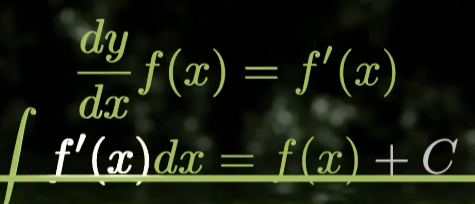 dy/dx f(x) = f'(x)
∫ f'(x)dx = f(x) + C